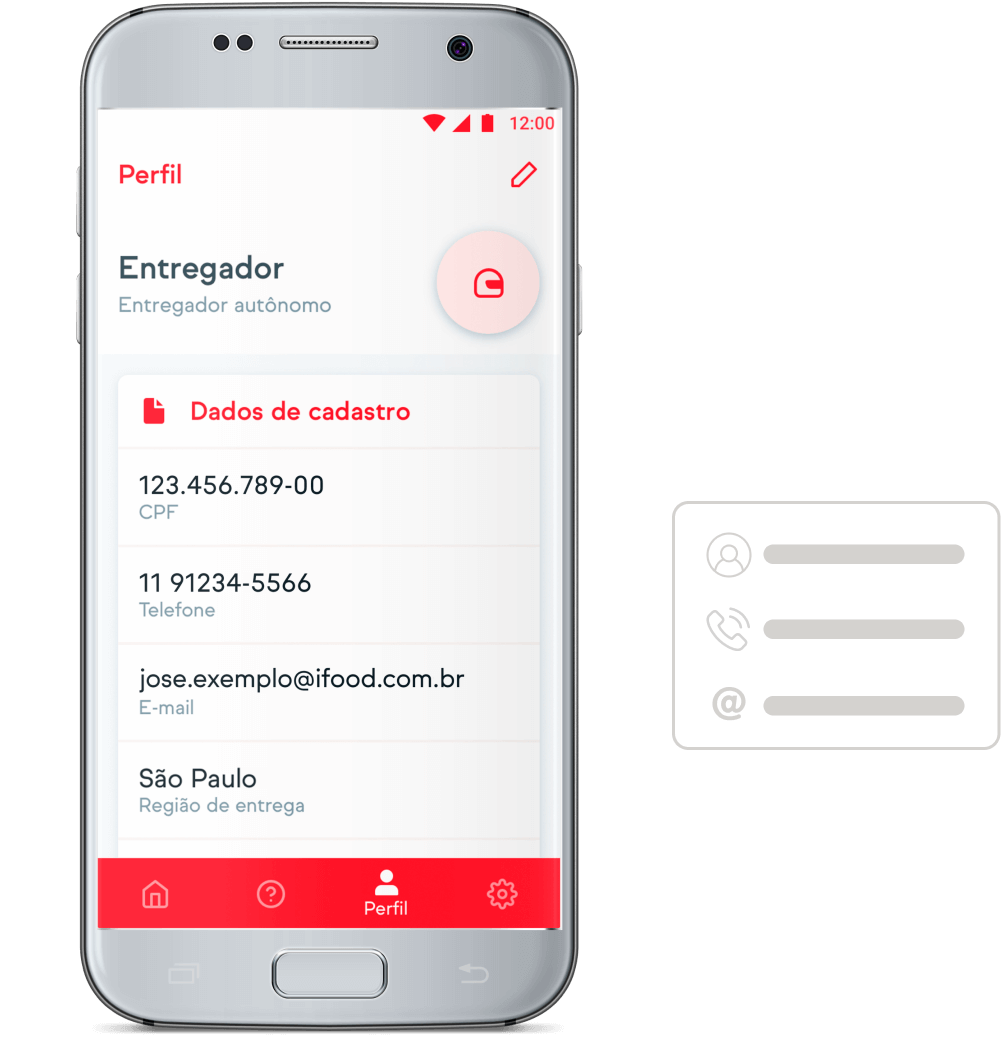 12:00
Perfil
Entregador
Entregador autônomo
Dados de cadastro
123.456.789-00
CPF
11 91234-5566
Telefone
jose.exemplo@ifood.com.br
E-mail
São Paulo
Região de entrega
Perfil
@